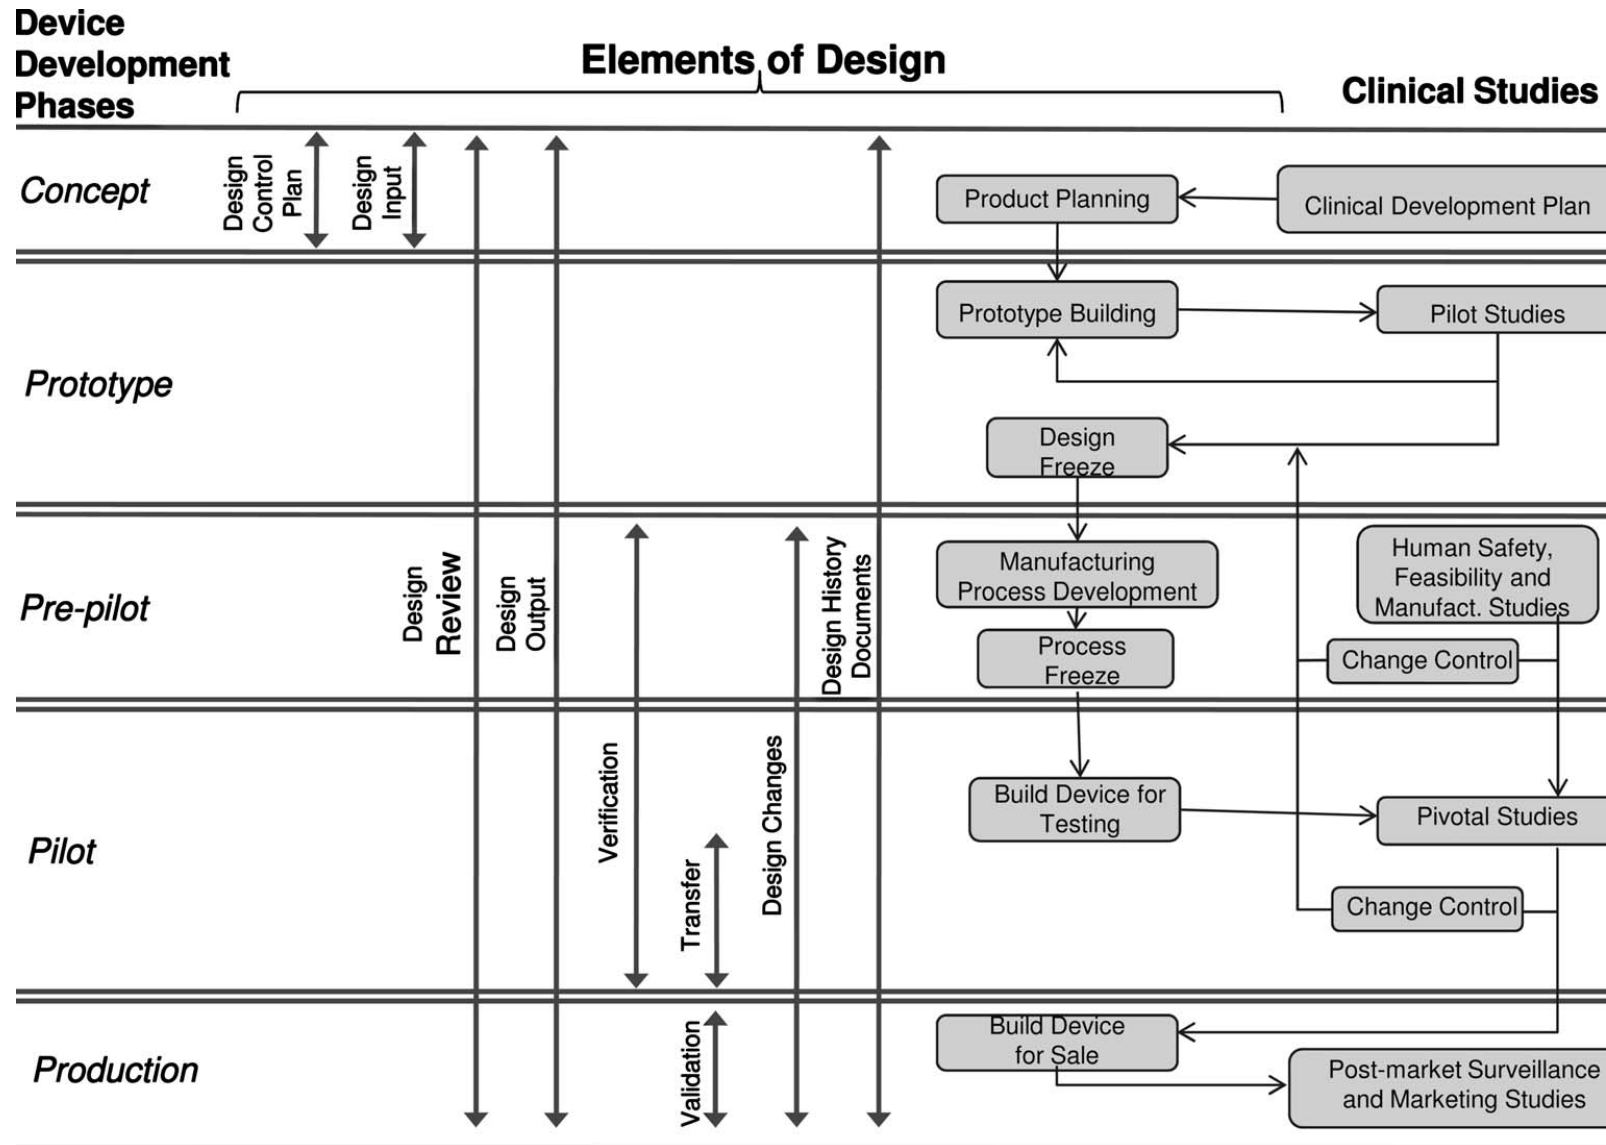 Device
Development
Phases
Elements of Design
Clinical Studies
Concept
Design
Control
Plan
Design
Input
Product Planning
Clinical Development Plan
Prototype
Prototype Building
Pilot Studies
Design
Freeze
Pre-pilot
Design
Review
Design
Output
Design History
Documents
Manufacturing
Process Development
Human Safety,
Feasibility and
Manufact. Studies
Process
Freeze
Change Control
Pilot
Verification
Transfer
Design Changes
Build Device for
Testing
Pivotal Studies
Change Control
Production
Validation
Build Device
for Sale
Post-market Surveillance
and Marketing Studies